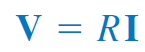 V = RI